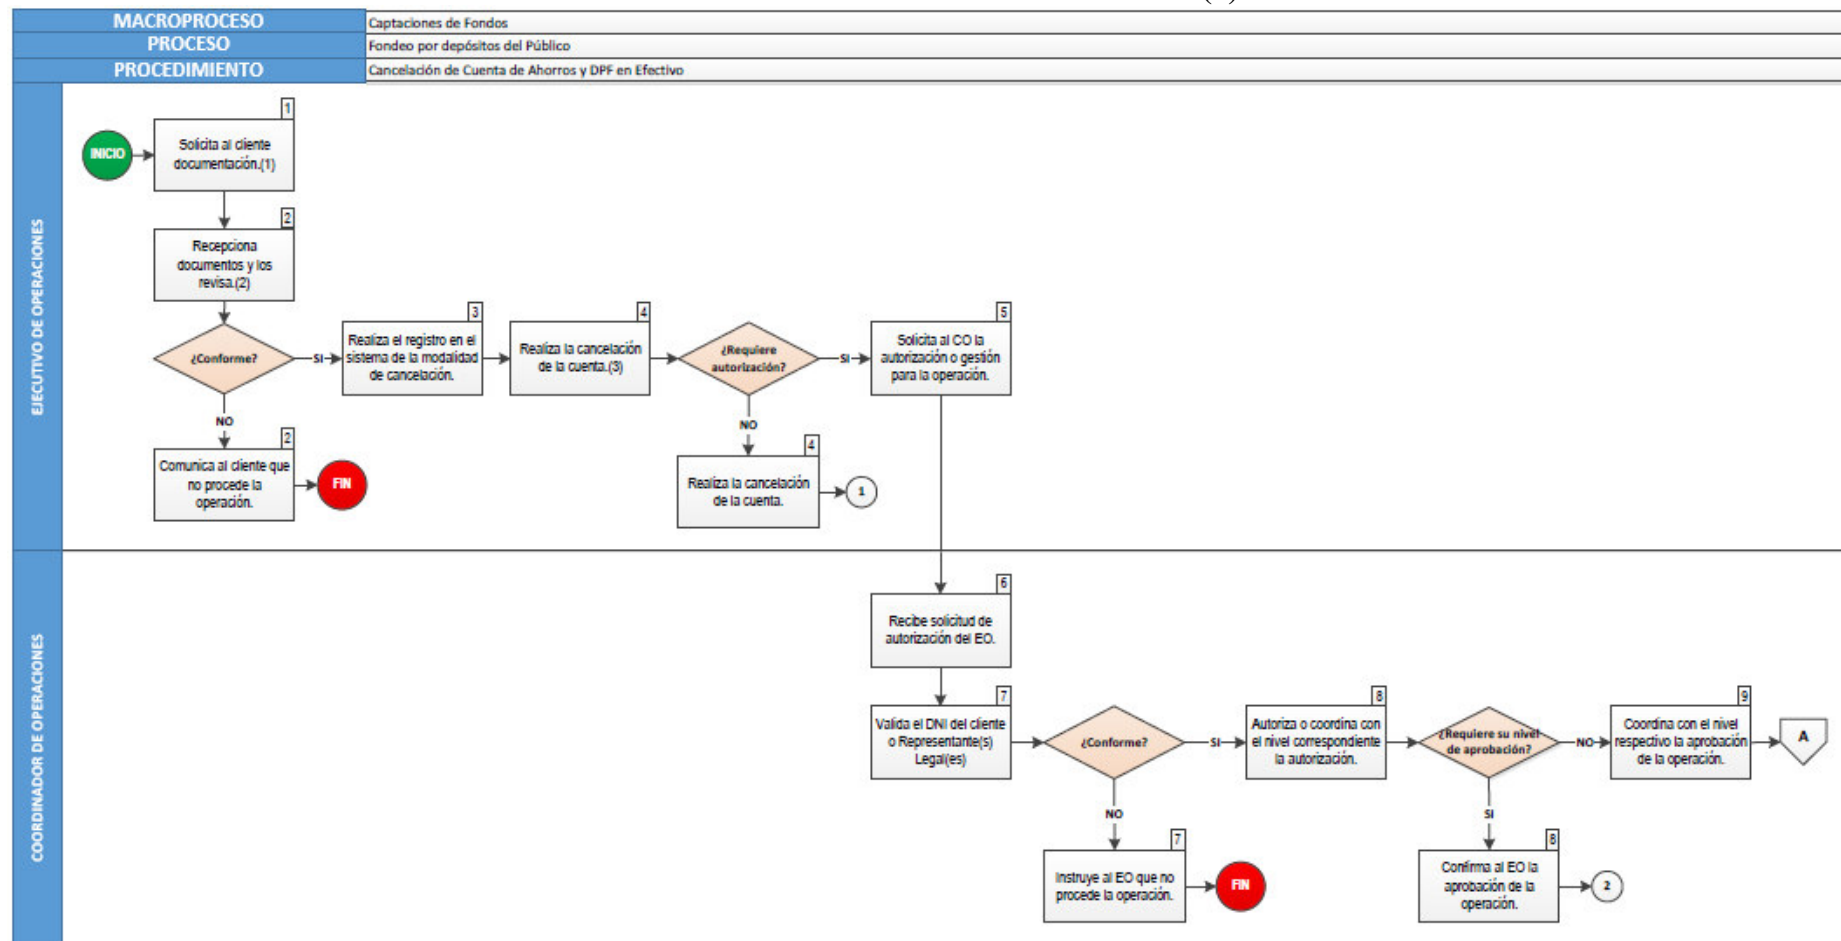 (1)
MACROPROCESO
Captaciones de Fondos
PROCESO
Fondeo por depósitos del Público
PROCEDIMIENTO
Cancelación de Cuenta de Ahorros y DPF en Efectivo
EJECUTIVO DE OPERACIONES
INICIO
1
Solicita al cliente
documentación.(1)
2
Recepciona
documentos y los
revisa.(2)
¿Conforme?
SI
3
Realiza el registro en el
sistema de la modalidad
de cancelación.
4
Realiza la cancelación
de la cuenta.(3)
¿Requiere
autorización?
SI
5
Solicita al CO la
autorización o gestión
para la operación.
NO
2
Comunica al cliente que
no procede la
operación.
FIN
NO
4
Realiza la cancelación
de la cuenta.
1
COORDINADOR DE OPERACIONES
6
Recibe solicitud de
autorización del EO.
7
Valida el DNI del cliente
o Representante(s)
Legal(es)
¿Conforme?
SI
8
Autoriza o coordina con
el nivel correspondiente
la autorización.
¿Requiere su nivel
de aprobación?
NO
9
Coordina con el nivel
respectivo la aprobación
de la operación.
A
NO
7
Instruye al EO que no
procede la operación.
FIN
SI
8
Confirma al EO la
aprobación de la
operación.
2